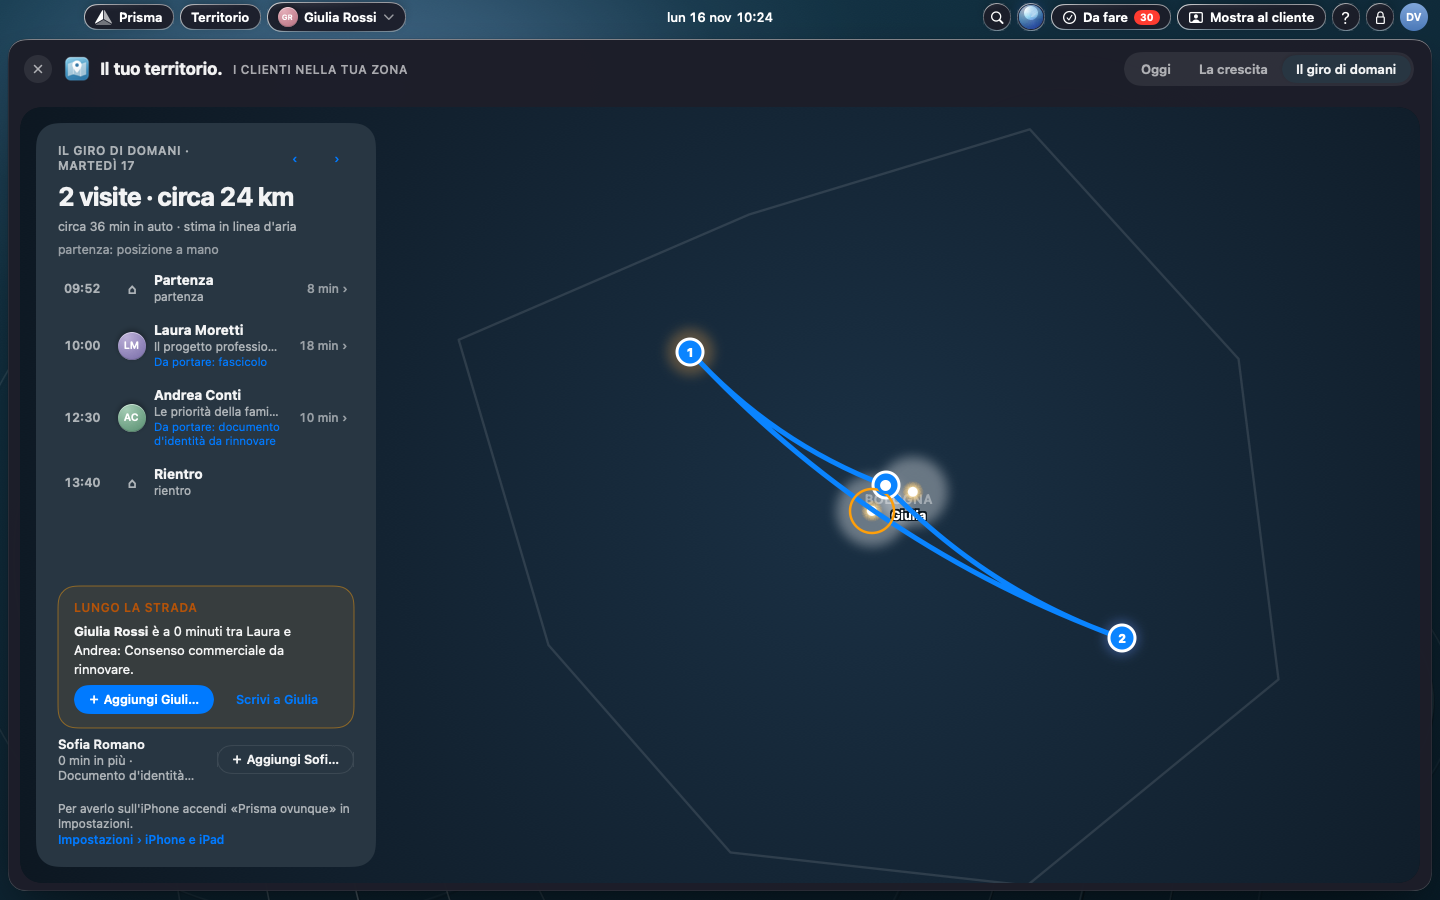 Prisma
Territorio
GR Giulia Rossi
lun 16 nov 10:24
Da fare 30
Mostra al cliente
?
DV
Il tuo territorio. I CLIENTI NELLA TUA ZONA
Oggi
La crescita
Il giro di domani
IL GIRO DI DOMANI ·
MARTEDÌ 17
‹ ›
2 visite · circa 24 km
circa 36 min in auto · stima in linea d'aria
partenza: posizione a mano
09:52
Partenza
partenza
8 min ›
10:00
LM
Laura Moretti
Il progetto professio...
Da portare: fascicolo
18 min ›
12:30
AC
Andrea Conti
Le priorità della fami...
Da portare: documento
d'identità da rinnovare
10 min ›
13:40
Rientro
rientro
LUNGO LA STRADA
Giulia Rossi è a 0 minuti tra Laura e
Andrea: Consenso commerciale da
rinnovare.
+ Aggiungi Giuli...
Scrivi a Giulia
Sofia Romano
0 min in più ·
Documento d'identità...
+ Aggiungi Sofi...
Per averlo sull'iPhone accendi «Prisma ovunque» in
Impostazioni.
Impostazioni › iPhone e iPad
1
BOLOGNA
Giulia
2